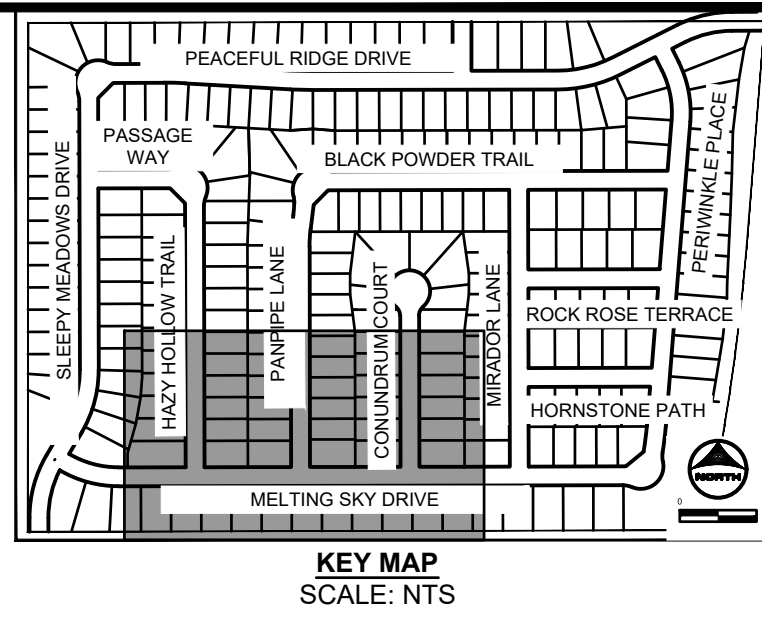 PEACEFUL RIDGE DRIVE
PASSAGE
WAY
BLACK POWDER TRAIL
SLEEPY MEADOWS DRIVE
HAZY HOLLOW TRAIL
PANPIPE LANE
CONUNDRUM COURT
MIRADOR LANE
PERIWINKLE PLACE
ROCK ROSE TERRACE
HORNSTONE PATH
MELTING SKY DRIVE
NORTH
0
KEY MAP
SCALE: NTS